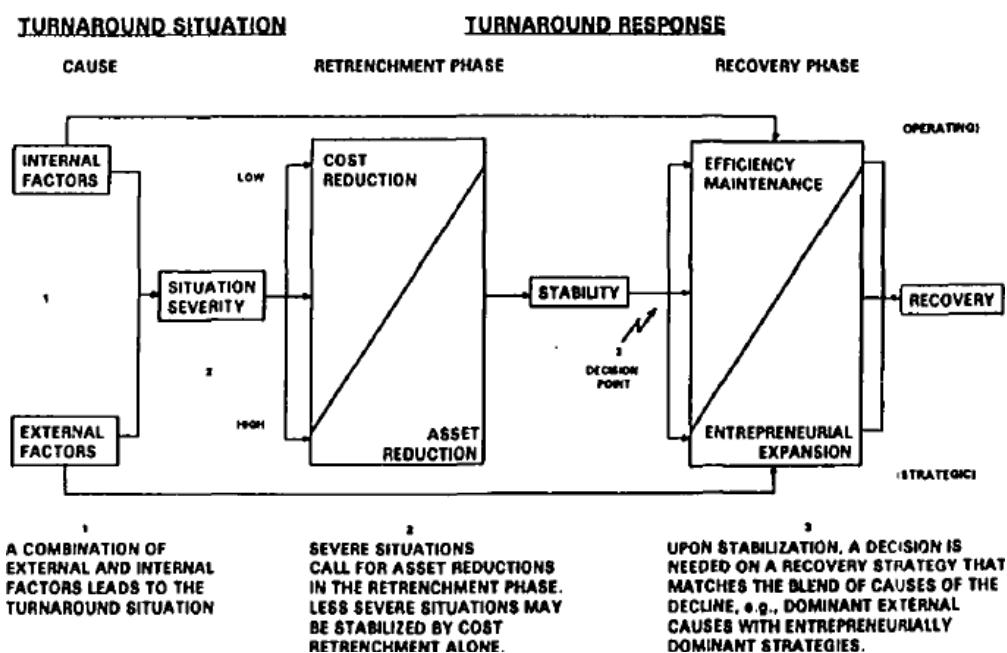 TURNAROUND SITUATION
TURNAROUND RESPONSE
CAUSE
RETRENCHMENT PHASE
RECOVERY PHASE
OPERATING)
INTERNAL
FACTORS
LOW
COST
REDUCTION
EFFICIENCY
MAINTENANCE
1
SITUATION
SEVERITY
STABILITY
RECOVERY
2
DECISION
POINT
HIGH
EXTERNAL
FACTORS
ASSET
REDUCTION
ENTREPRENEURIAL
EXPANSION
(STRATEGIC)
1
A COMBINATION OF
EXTERNAL AND INTERNAL
FACTORS LEADS TO THE
TURNAROUND SITUATION
2
SEVERE SITUATIONS
CALL FOR ASSET REDUCTIONS
IN THE RETRENCHMENT PHASE.
LESS SEVERE SITUATIONS MAY
BE STABILIZED BY COST
RETRENCHMENT ALONE.
3
UPON STABILIZATION, A DECISION IS
NEEDED ON A RECOVERY STRATEGY THAT
MATCHES THE BLEND OF CAUSES OF THE
DECLINE, e.g., DOMINANT EXTERNAL
CAUSES WITH ENTREPRENEURIALLY
DOMINANT STRATEGIES.